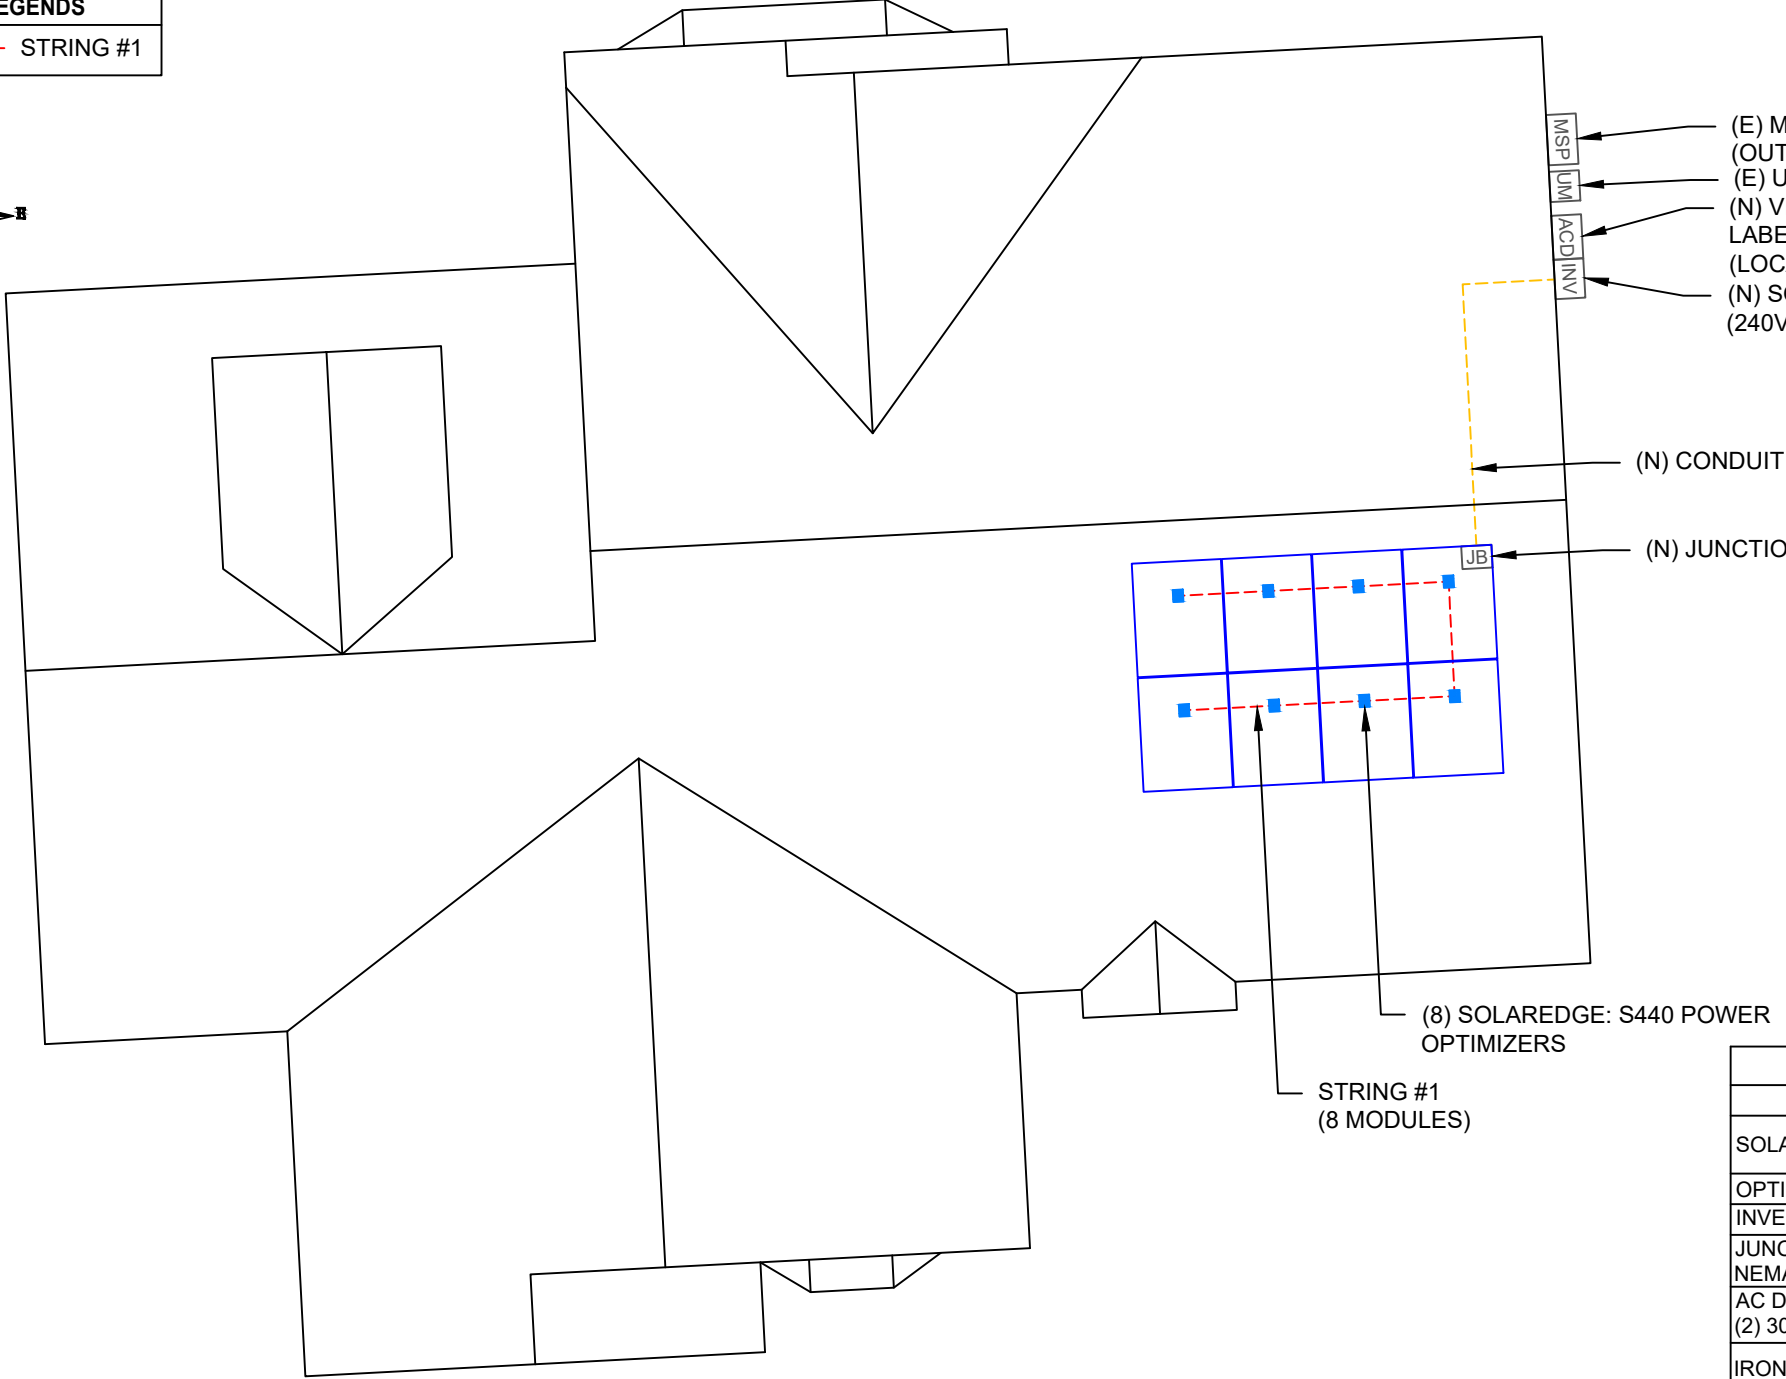 EGENDS
STRING #1
MSP
UM
ACD
INV
(E) M
(OUT
(E) U
(N) V
LABE
(LOC
(N) S
(240V
(N) CONDUIT
(N) JUNCTIO
JB
(8) SOLAREDGE: S440 POWER
OPTIMIZERS
STRING #1
(8 MODULES)
SOLA
OPTI
INVE
JUNC
NEMA
AC D
(2) 30
IRON